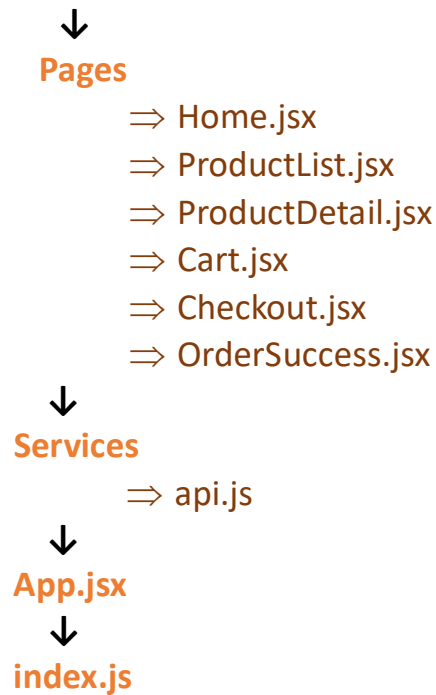 ↓
Pages
⇒ Home.jsx
⇒ ProductList.jsx
⇒ ProductDetail.jsx
⇒ Cart.jsx
⇒ Checkout.jsx
⇒ OrderSuccess.jsx
↓
Services
⇒ api.js
↓
App.jsx
↓
index.js